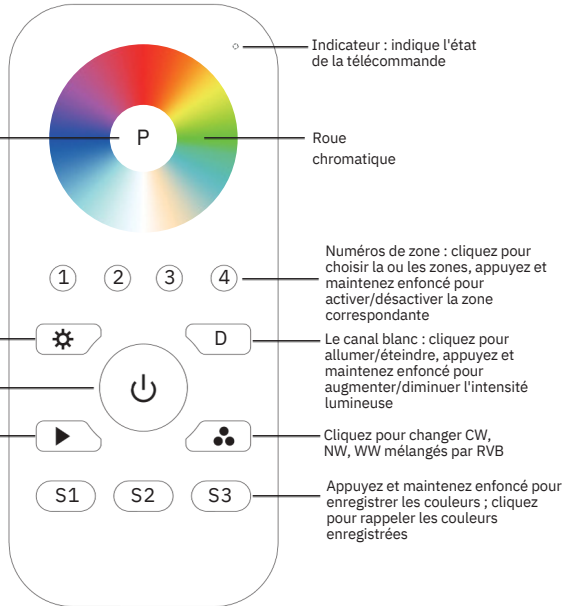 Indicateur : indique l'état
de la télécommande
P
Roue
chromatique
1 2 3 4
Numéros de zone : cliquez pour
choisir la ou les zones, appuyez et
maintenez enfoncé pour
activer/désactiver la zone
correspondante
D
Le canal blanc : cliquez pour
allumer/éteindre, appuyez et
maintenez enfoncé pour
augmenter/diminuer l'intensité
lumineuse
Cliquez pour changer CW,
NW, WW mélangés par RVB
S1 S2 S3
Appuyez et maintenez enfoncé pour
enregistrer les couleurs ; cliquez
pour rappeler les couleurs
enregistrées